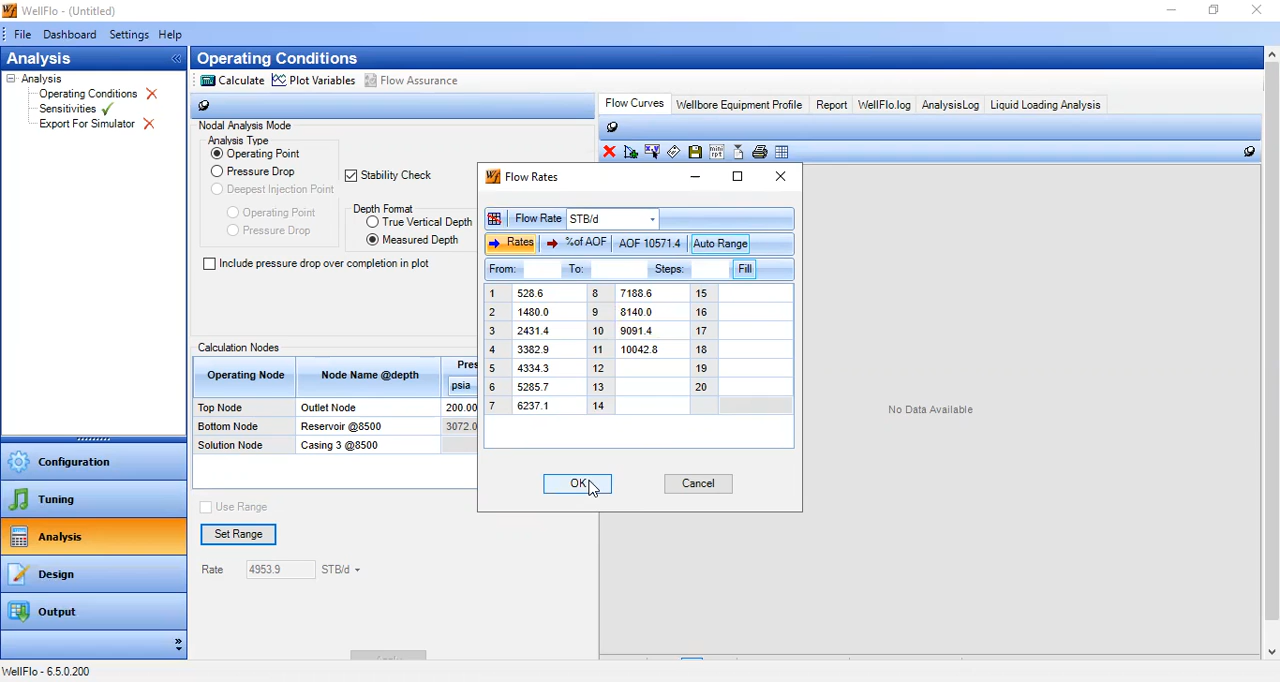 WellFlo - (Untitled)
File Dashboard Settings Help
Analysis
Analysis
Operating Conditions
Sensitivities
Export For Simulator
Configuration
Tuning
Analysis
Design
Output
Operating Conditions
Calculate Plot Variables Flow Assurance
Nodal Analysis Mode
Analysis Type
Operating Point
Pressure Drop
Deepest Injection Point
Operating Point
Pressure Drop
Stability Check
Depth Format
True Vertical Depth
Measured Depth
Include pressure drop over completion in plot
Calculation Nodes
Operating Node Node Name @depth Pres
psia
Top Node Outlet Node 200.00
Bottom Node Reservoir @8500 3072.0
Solution Node Casing 3 @8500
Use Range
Set Range
Rate 4953.9 STB/d
Flow Curves Wellbore Equipment Profile Report WellFlo.log AnalysisLog Liquid Loading Analysis
mini rpt
No Data Available
Flow Rates
Flow Rate STB/d
Rates %of AOF AOF 10571.4 Auto Range
From: To: Steps: Fill
1 528.6 8 7188.6 15
2 1480.0 9 8140.0 16
3 2431.4 10 9091.4 17
4 3382.9 11 10042.8 18
5 4334.3 12 19
6 5285.7 13 20
7 6237.1 14
OK Cancel
WellFlo - 6.5.0.200